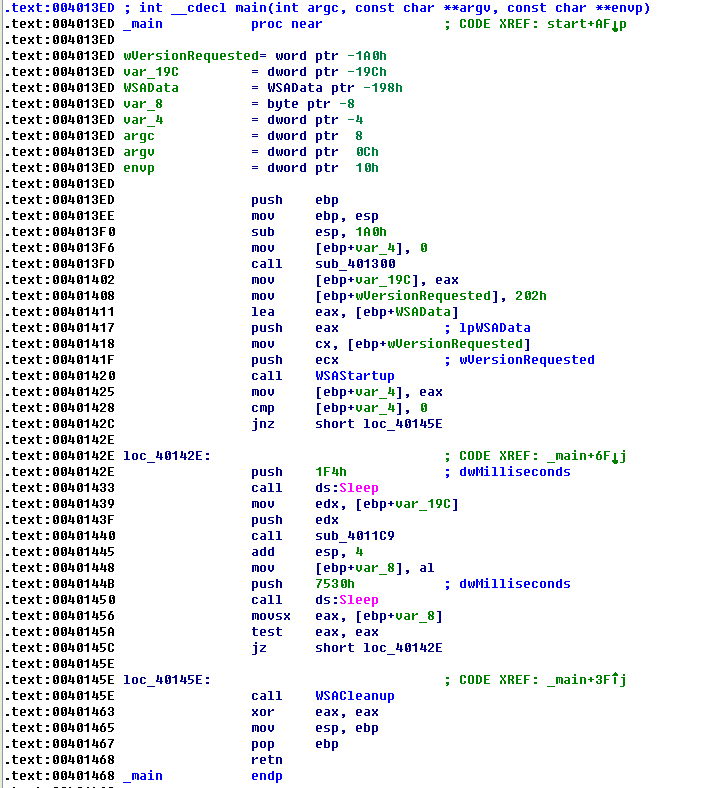 .text:004013ED ; int __cdecl main(int argc, const char **argv, const char **envp)
.text:004013ED _main proc near ; CODE XREF: start+AF↓p
.text:004013ED
.text:004013ED wVersionRequested= word ptr -1A0h
.text:004013ED var_19C = dword ptr -19Ch
.text:004013ED WSAData = WSAData ptr -198h
.text:004013ED var_8 = byte ptr -8
.text:004013ED var_4 = dword ptr -4
.text:004013ED argc = dword ptr 8
.text:004013ED argv = dword ptr 0Ch
.text:004013ED envp = dword ptr 10h
.text:004013ED
.text:004013ED push ebp
.text:004013EE mov ebp, esp
.text:004013F0 sub esp, 1A0h
.text:004013F6 mov [ebp+var_4], 0
.text:004013FD call sub_401300
.text:00401402 mov [ebp+var_19C], eax
.text:00401408 mov [ebp+wVersionRequested], 202h
.text:00401411 lea eax, [ebp+WSAData]
.text:00401417 push eax ; lpWSAData
.text:00401418 mov cx, [ebp+wVersionRequested]
.text:0040141F push ecx ; wVersionRequested
.text:00401420 call WSAStartup
.text:00401425 mov [ebp+var_4], eax
.text:00401428 cmp [ebp+var_4], 0
.text:0040142C jnz short loc_40145E
.text:0040142E
.text:0040142E loc_40142E: ; CODE XREF: _main+6F↓j
.text:0040142E push 1F4h ; dwMilliseconds
.text:00401433 call ds:Sleep
.text:00401439 mov edx, [ebp+var_19C]
.text:0040143F push edx
.text:00401440 call sub_4011C9
.text:00401445 add esp, 4
.text:00401448 mov [ebp+var_8], al
.text:0040144B push 7530h ; dwMilliseconds
.text:00401450 call ds:Sleep
.text:00401456 movsx eax, [ebp+var_8]
.text:0040145A test eax, eax
.text:0040145C jz short loc_40142E
.text:0040145E
.text:0040145E loc_40145E: ; CODE XREF: _main+3F↑j
.text:0040145E call WSACleanup
.text:00401463 xor eax, eax
.text:00401465 mov esp, ebp
.text:00401467 pop ebp
.text:00401468 retn
.text:00401468 _main endp